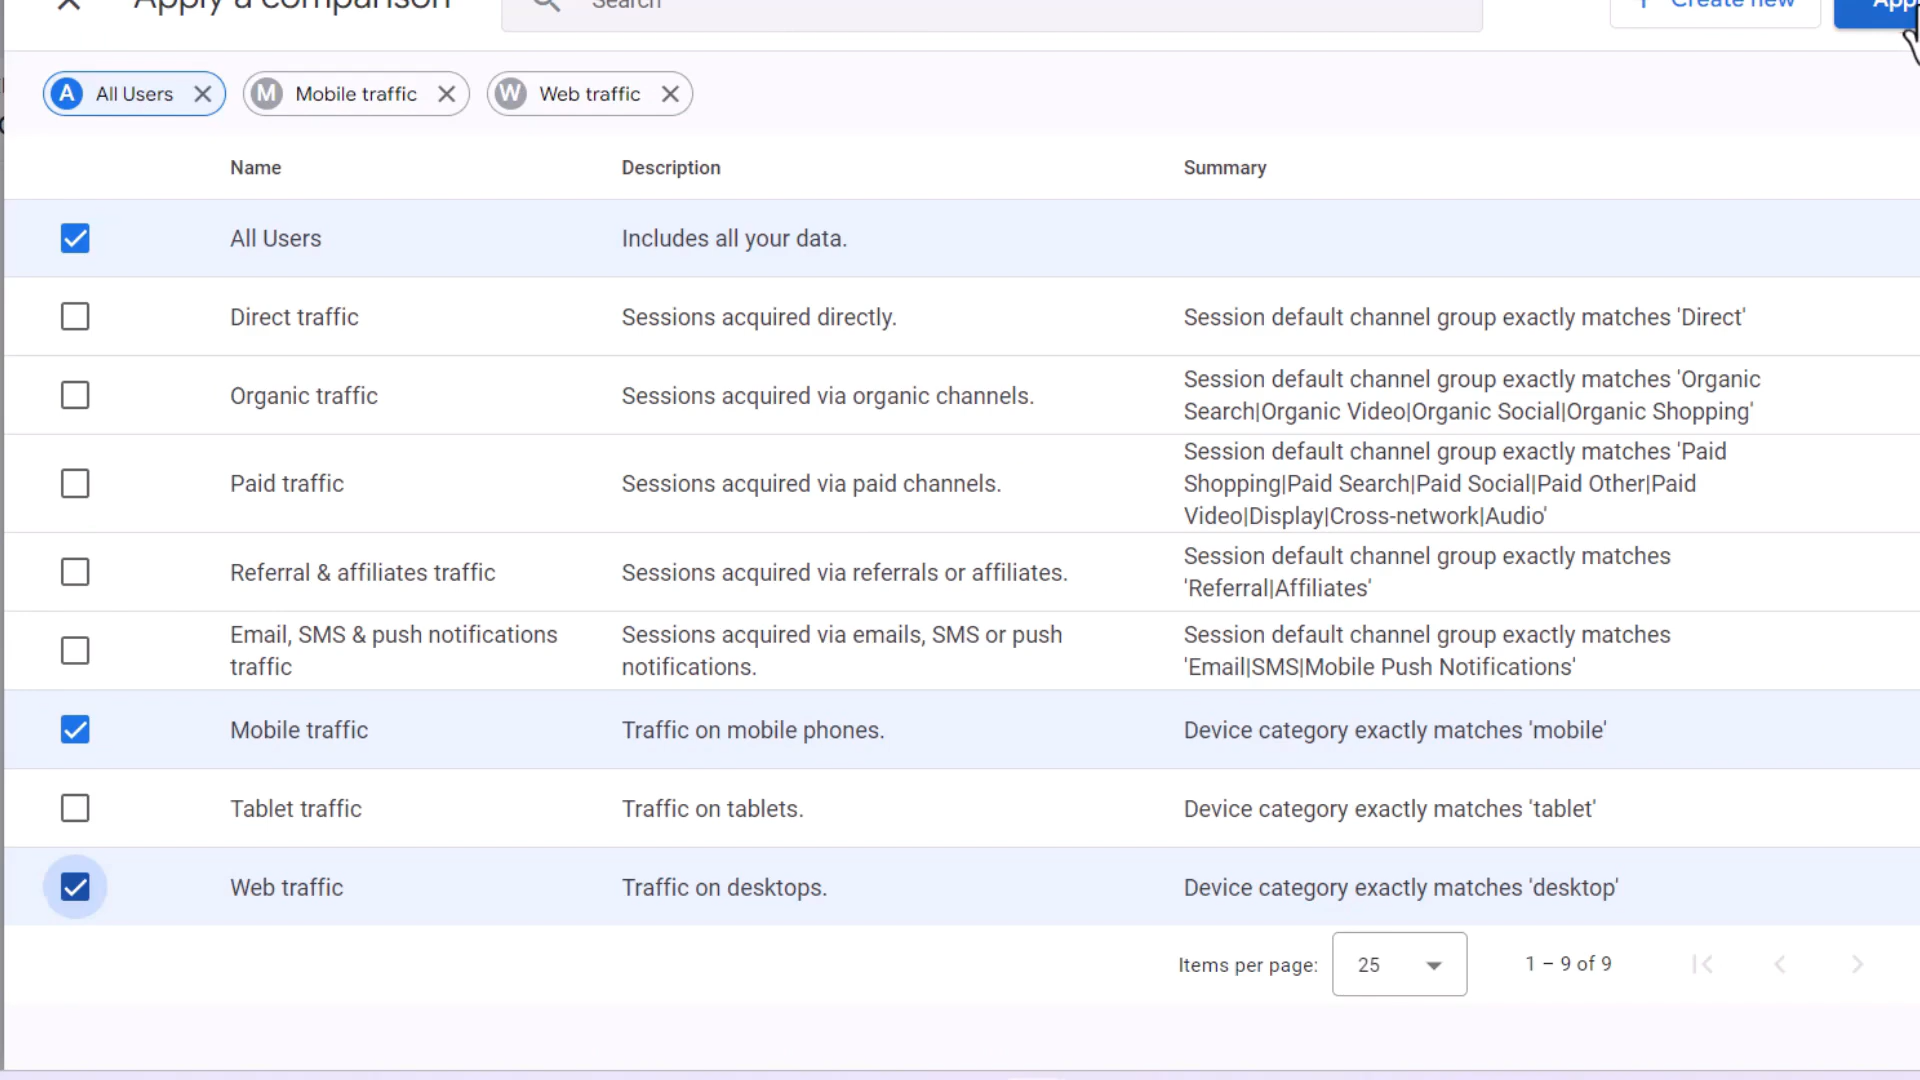 Apply a comparison
Search
+ Create new
App
A All Users
M Mobile traffic
W Web traffic
Name
Description
Summary
All Users
Includes all your data.
Direct traffic
Sessions acquired directly.
Session default channel group exactly matches 'Direct'
Organic traffic
Sessions acquired via organic channels.
Session default channel group exactly matches 'Organic
Search|Organic Video|Organic Social|Organic Shopping'
Paid traffic
Sessions acquired via paid channels.
Session default channel group exactly matches 'Paid
Shopping|Paid Search|Paid Social|Paid Other|Paid
Video|Display|Cross-network|Audio'
Referral & affiliates traffic
Sessions acquired via referrals or affiliates.
Session default channel group exactly matches
'Referral|Affiliates'
Email, SMS & push notifications
traffic
Sessions acquired via emails, SMS or push
notifications.
Session default channel group exactly matches
'Email|SMS|Mobile Push Notifications'
Mobile traffic
Traffic on mobile phones.
Device category exactly matches 'mobile'
Tablet traffic
Traffic on tablets.
Device category exactly matches 'tablet'
Web traffic
Traffic on desktops.
Device category exactly matches 'desktop'
Items per page:
25
1 – 9 of 9